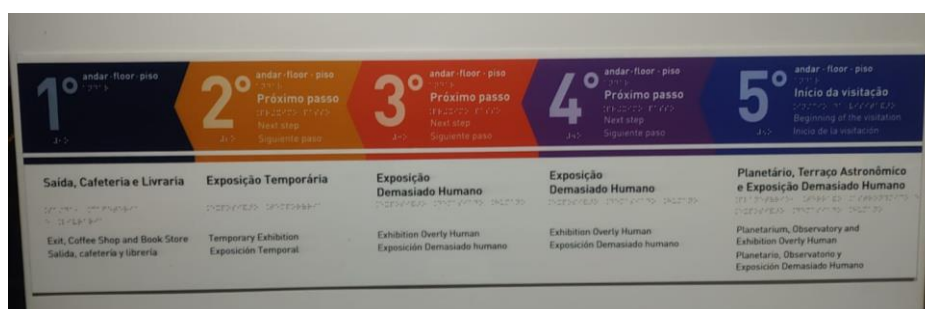 1º
andar · floor · piso
2º
andar · floor · piso
Próximo passo
Next step
Siguiente paso
3º
andar · floor · piso
Próximo passo
Next step
Siguiente paso
4º
andar · floor · piso
Próximo passo
Next step
Siguiente paso
5º
andar · floor · piso
Início da visitação
Beginning of the visitation
Inicio de la visitación
Saída, Cafeteria e Livraria
Exit, Coffee Shop and Book Store
Salida, cafetería y librería
Exposição Temporária
Temporary Exhibition
Exposición Temporal
Exposição
Demasiado Humano
Exhibition Overly Human
Exposición Demasiado humano
Exposição
Demasiado Humano
Exhibition Overly Human
Exposición Demasiado humano
Planetário, Terraço Astronômico
e Exposição Demasiado Humano
Planetarium, Observatory and
Exhibition Overly Human
Planetario, Observatorio y
Exposición Demasiado Humano